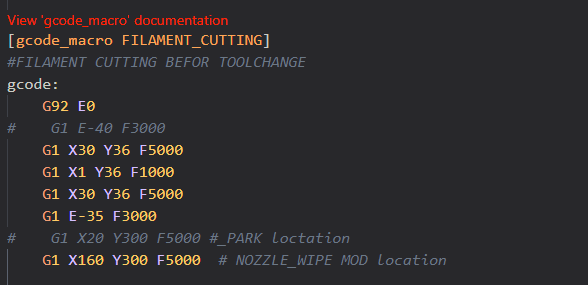 View 'gcode_macro' documentation
[gcode_macro FILAMENT_CUTTING]
#FILAMENT CUTTING BEFOR TOOLCHANGE
gcode:
    G92 E0
#    G1 E-40 F3000
    G1 X30 Y36 F5000
    G1 X1 Y36 F1000
    G1 X30 Y36 F5000
    G1 E-35 F3000
#    G1 X20 Y300 F5000 #_PARK loctation
    G1 X160 Y300 F5000  # NOZZLE_WIPE MOD location